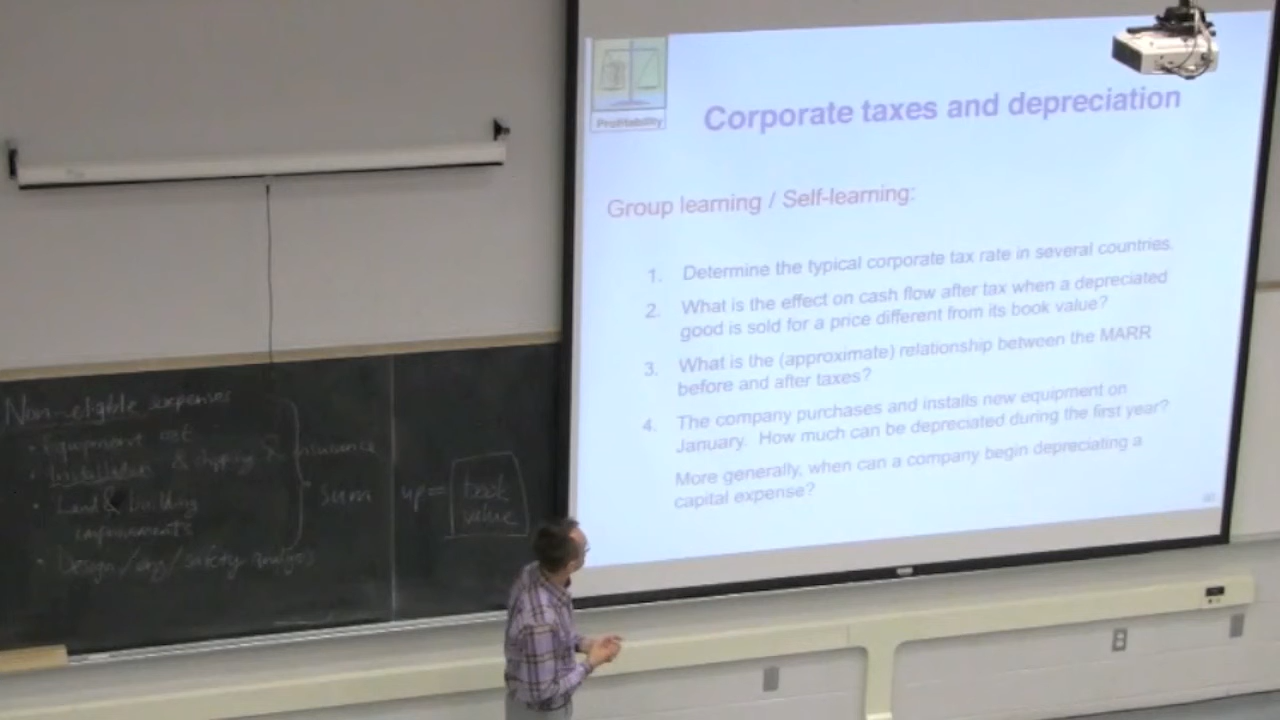 Profitability
Corporate taxes and depreciation
Group learning / Self-learning:
1. Determine the typical corporate tax rate in several countries.
2. What is the effect on cash flow after tax when a depreciated
good is sold for a price different from its book value?
3. What is the (approximate) relationship between the MARR
before and after taxes?
4. The company purchases and installs new equipment on
January. How much can be depreciated during the first year?
More generally, when can a company begin depreciating a
capital expense?
Non-eligible expenses
• Equipment cost
• Installation & shipping & insurance
• Land & building
improvements
• Design/eng/safety analysis
sum up = book
value